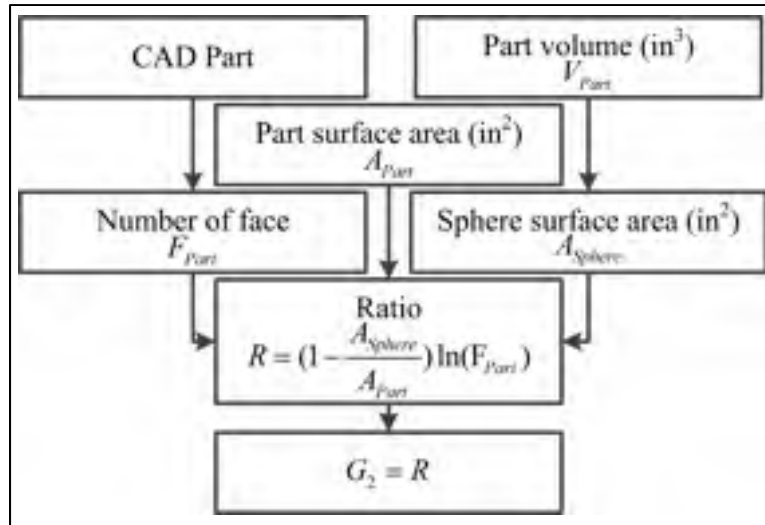 CAD Part
Part volume (in³)
V_Part
Part surface area (in²)
A_Part
Number of face
F_Part
Sphere surface area (in²)
A_Sphere
Ratio
R = (1 - A_Sphere / A_Part) ln(F_Part)
G₂ = R